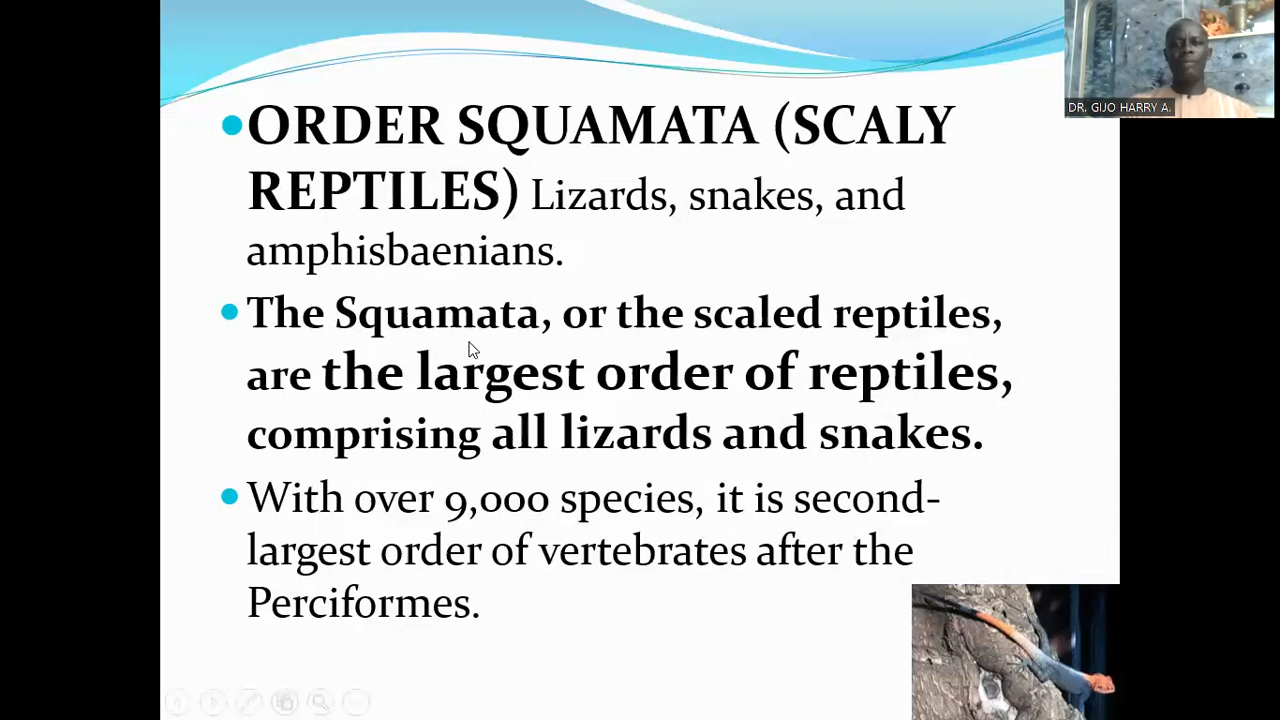 DR. GIJO HARRY A.
•ORDER SQUAMATA (SCALY
REPTILES) Lizards, snakes, and
amphisbaenians.
• The Squamata, or the scaled reptiles,
are the largest order of reptiles,
comprising all lizards and snakes.
• With over 9,000 species, it is second-
largest order of vertebrates after the
Perciformes.